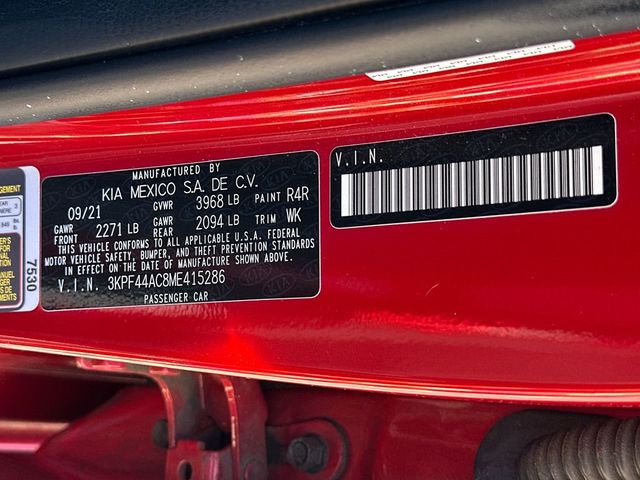 MANUFACTURED BY
KIA MEXICO S.A. DE C.V.
09/21 GVWR 3968 LB PAINT R4R
GAWR FRONT 2271 LB GAWR REAR 2094 LB TRIM WK
THIS VEHICLE CONFORMS TO ALL APPLICABLE U.S.A. FEDERAL
MOTOR VEHICLE SAFETY, BUMPER, AND THEFT PREVENTION STANDARDS
IN EFFECT ON THE DATE OF MANUFACTURE SHOWN ABOVE.
V.I.N. 3KPF44AC8ME415286
PASSENGER CAR
V.I.N.
7530